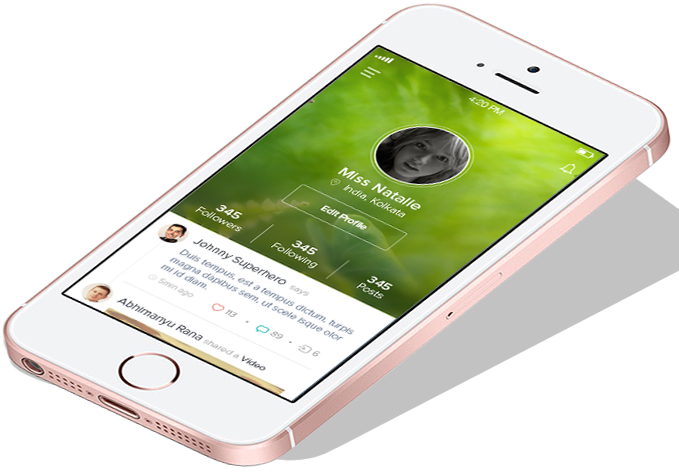 4:20 PM
Miss Natalie
India, Kolkata
Edit Profile
345
Followers
345
Following
345
Posts
Johnny Superhero says
Duis tempus, est a tempus dictum, turpis
magna dapibus sem, ut scele isque olor
mi id diam.
5min ago
113
89
6
Abhimanyu Rana shared a Video